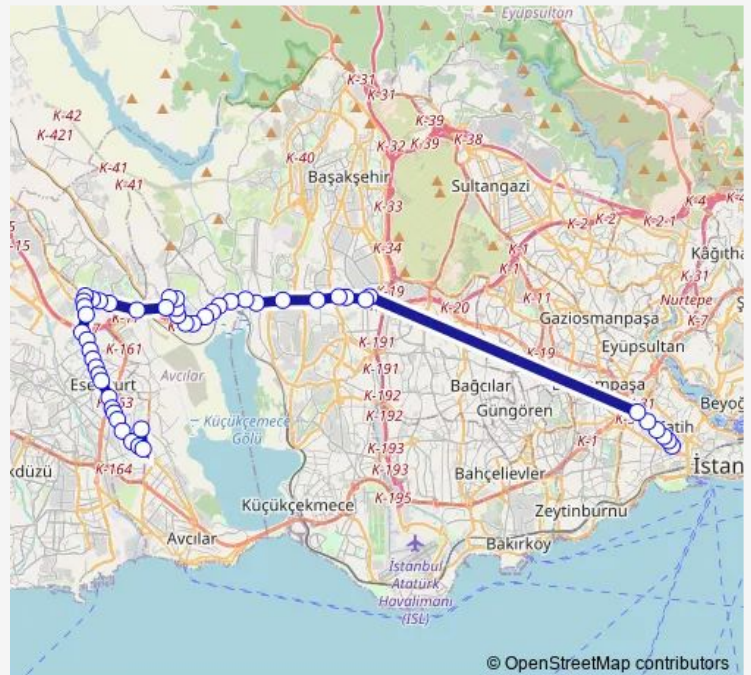 Eyüpsultan
K-31
K-31
K-42
K-421
K-39
K-32
K-39
K-38
K-40
K-41
K-41
Başakşehir
Sultangazi
K-33
K-4
K-2
K-2
K-2-1
15
K-34
K-1
K-1
Kâğıtha
K-31
Nurtepe
K-7
K-20
K-11
Gaziosmanpaşa
K-19
Eyüpsultan
K-161
K-191
K-191
Avcılar
Bağcılar
K-192
K-192
Güngören
Beyoğ
Küçükçekmece
Gölü
K-1
K-193
K-193
K-164
kdüzü
Bahçelievler
İstan
K-195
Küçükçekmece
Zeytinburnu
Avcılar
Bakırköy
İstanbul
Atatürk
Havalimanı
(ISL)
© OpenStreetMap contributors